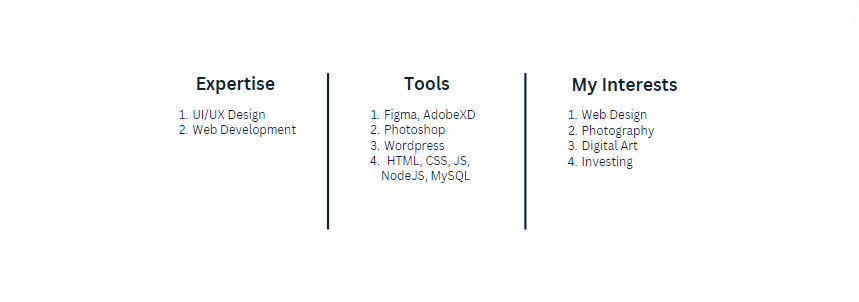 Expertise
1. UI/UX Design
2. Web Development
Tools
1. Figma, AdobeXD
2. Photoshop
3. Wordpress
4. HTML, CSS, JS,
NodeJS, MySQL
My Interests
1. Web Design
2. Photography
3. Digital Art
4. Investing